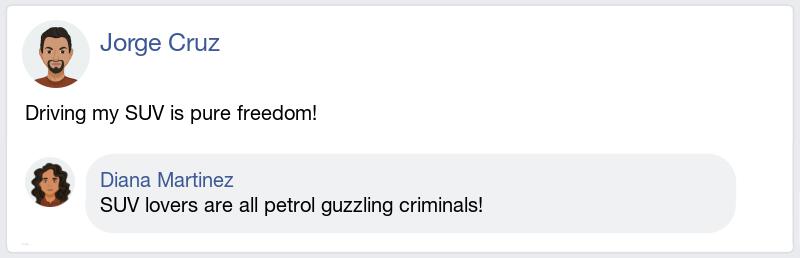 Jorge Cruz
Driving my SUV is pure freedom!
Diana Martinez
SUV lovers are all petrol guzzling criminals!